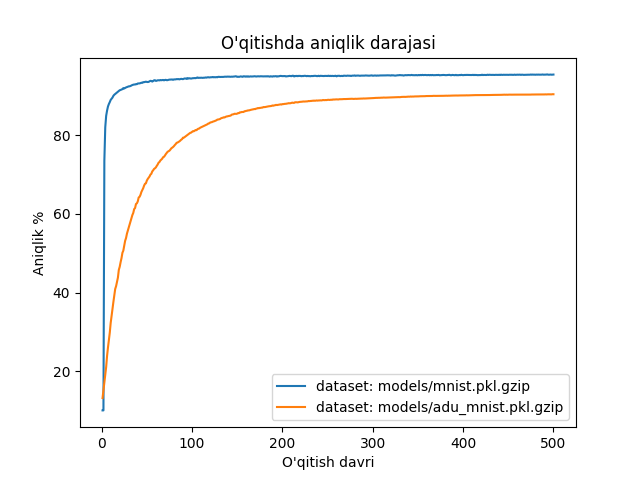 O'qitishda aniqlik darajasi
Aniqlik %
80
60
40
20
0
100
200
300
400
500
O'qitish davri
dataset: models/mnist.pkl.gzip
dataset: models/adu_mnist.pkl.gzip